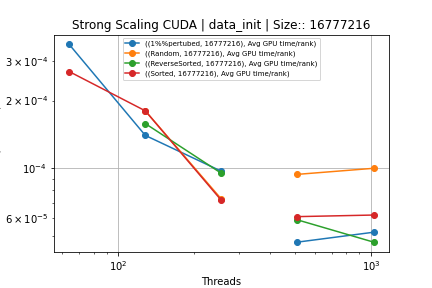 Strong Scaling CUDA | data_init | Size:: 16777216
((1%%pertubed, 16777216), Avg GPU time/rank)
((Random, 16777216), Avg GPU time/rank)
((ReverseSorted, 16777216), Avg GPU time/rank)
((Sorted, 16777216), Avg GPU time/rank)
3 × 10⁻⁴
2 × 10⁻⁴
10⁻⁴
6 × 10⁻⁵
10² 10³
Threads